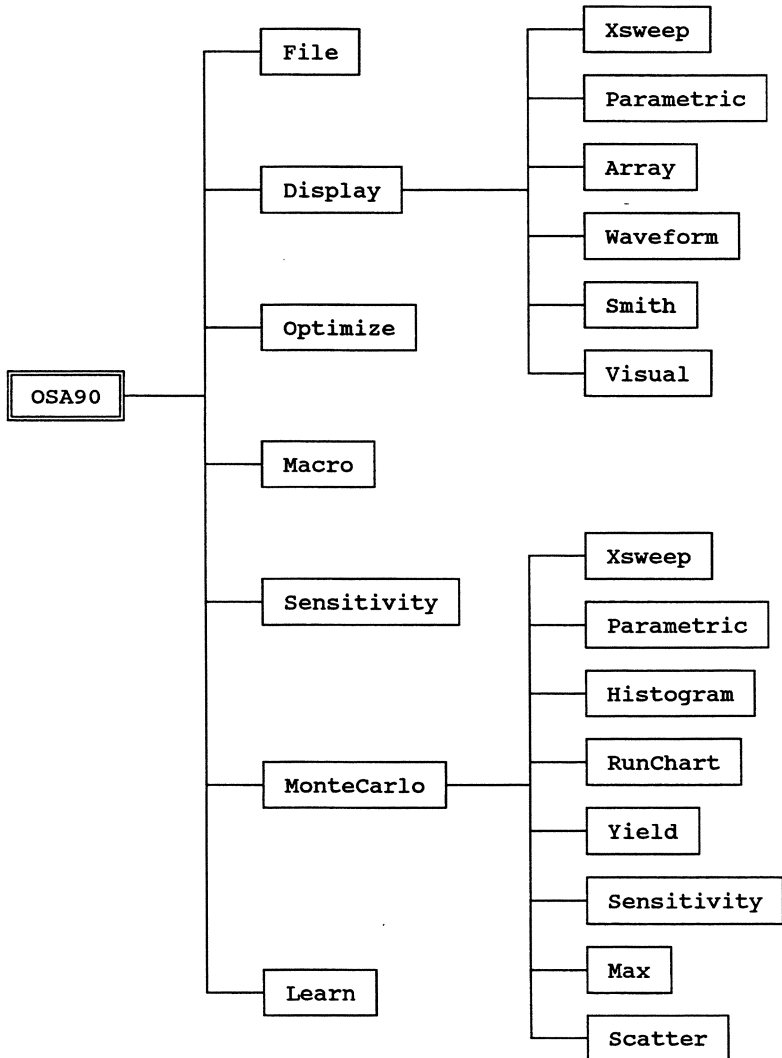 OSA90
File
Display
Xsweep
Parametric
Array
Waveform
Smith
Visual
Optimize
Macro
Sensitivity
MonteCarlo
Xsweep
Parametric
Histogram
RunChart
Yield
Sensitivity
Max
Scatter
Learn